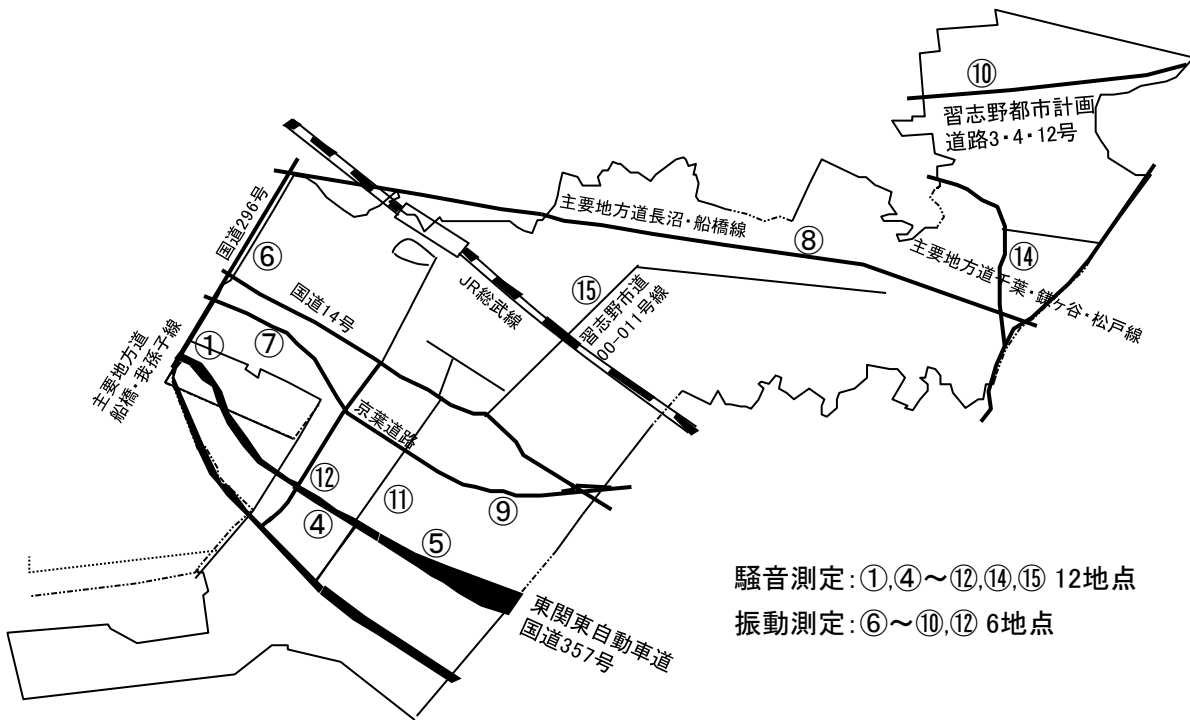 ⑩
習志野都市計画
道路3・4・12号
国道296号
⑥
主要地方道長沼・船橋線
⑧
主要地方道千葉・鎌ヶ谷・松戸線
⑭
国道14号
JR総武線
⑮
習志野市道
00-011号線
主要地方道
船橋・我孫子線
①
⑦
京葉道路
⑫
④
⑪
⑤
⑨
東関東自動車道
国道357号
騒音測定:①,④～⑫,⑭,⑮ 12地点
振動測定:⑥～⑩,⑫ 6地点